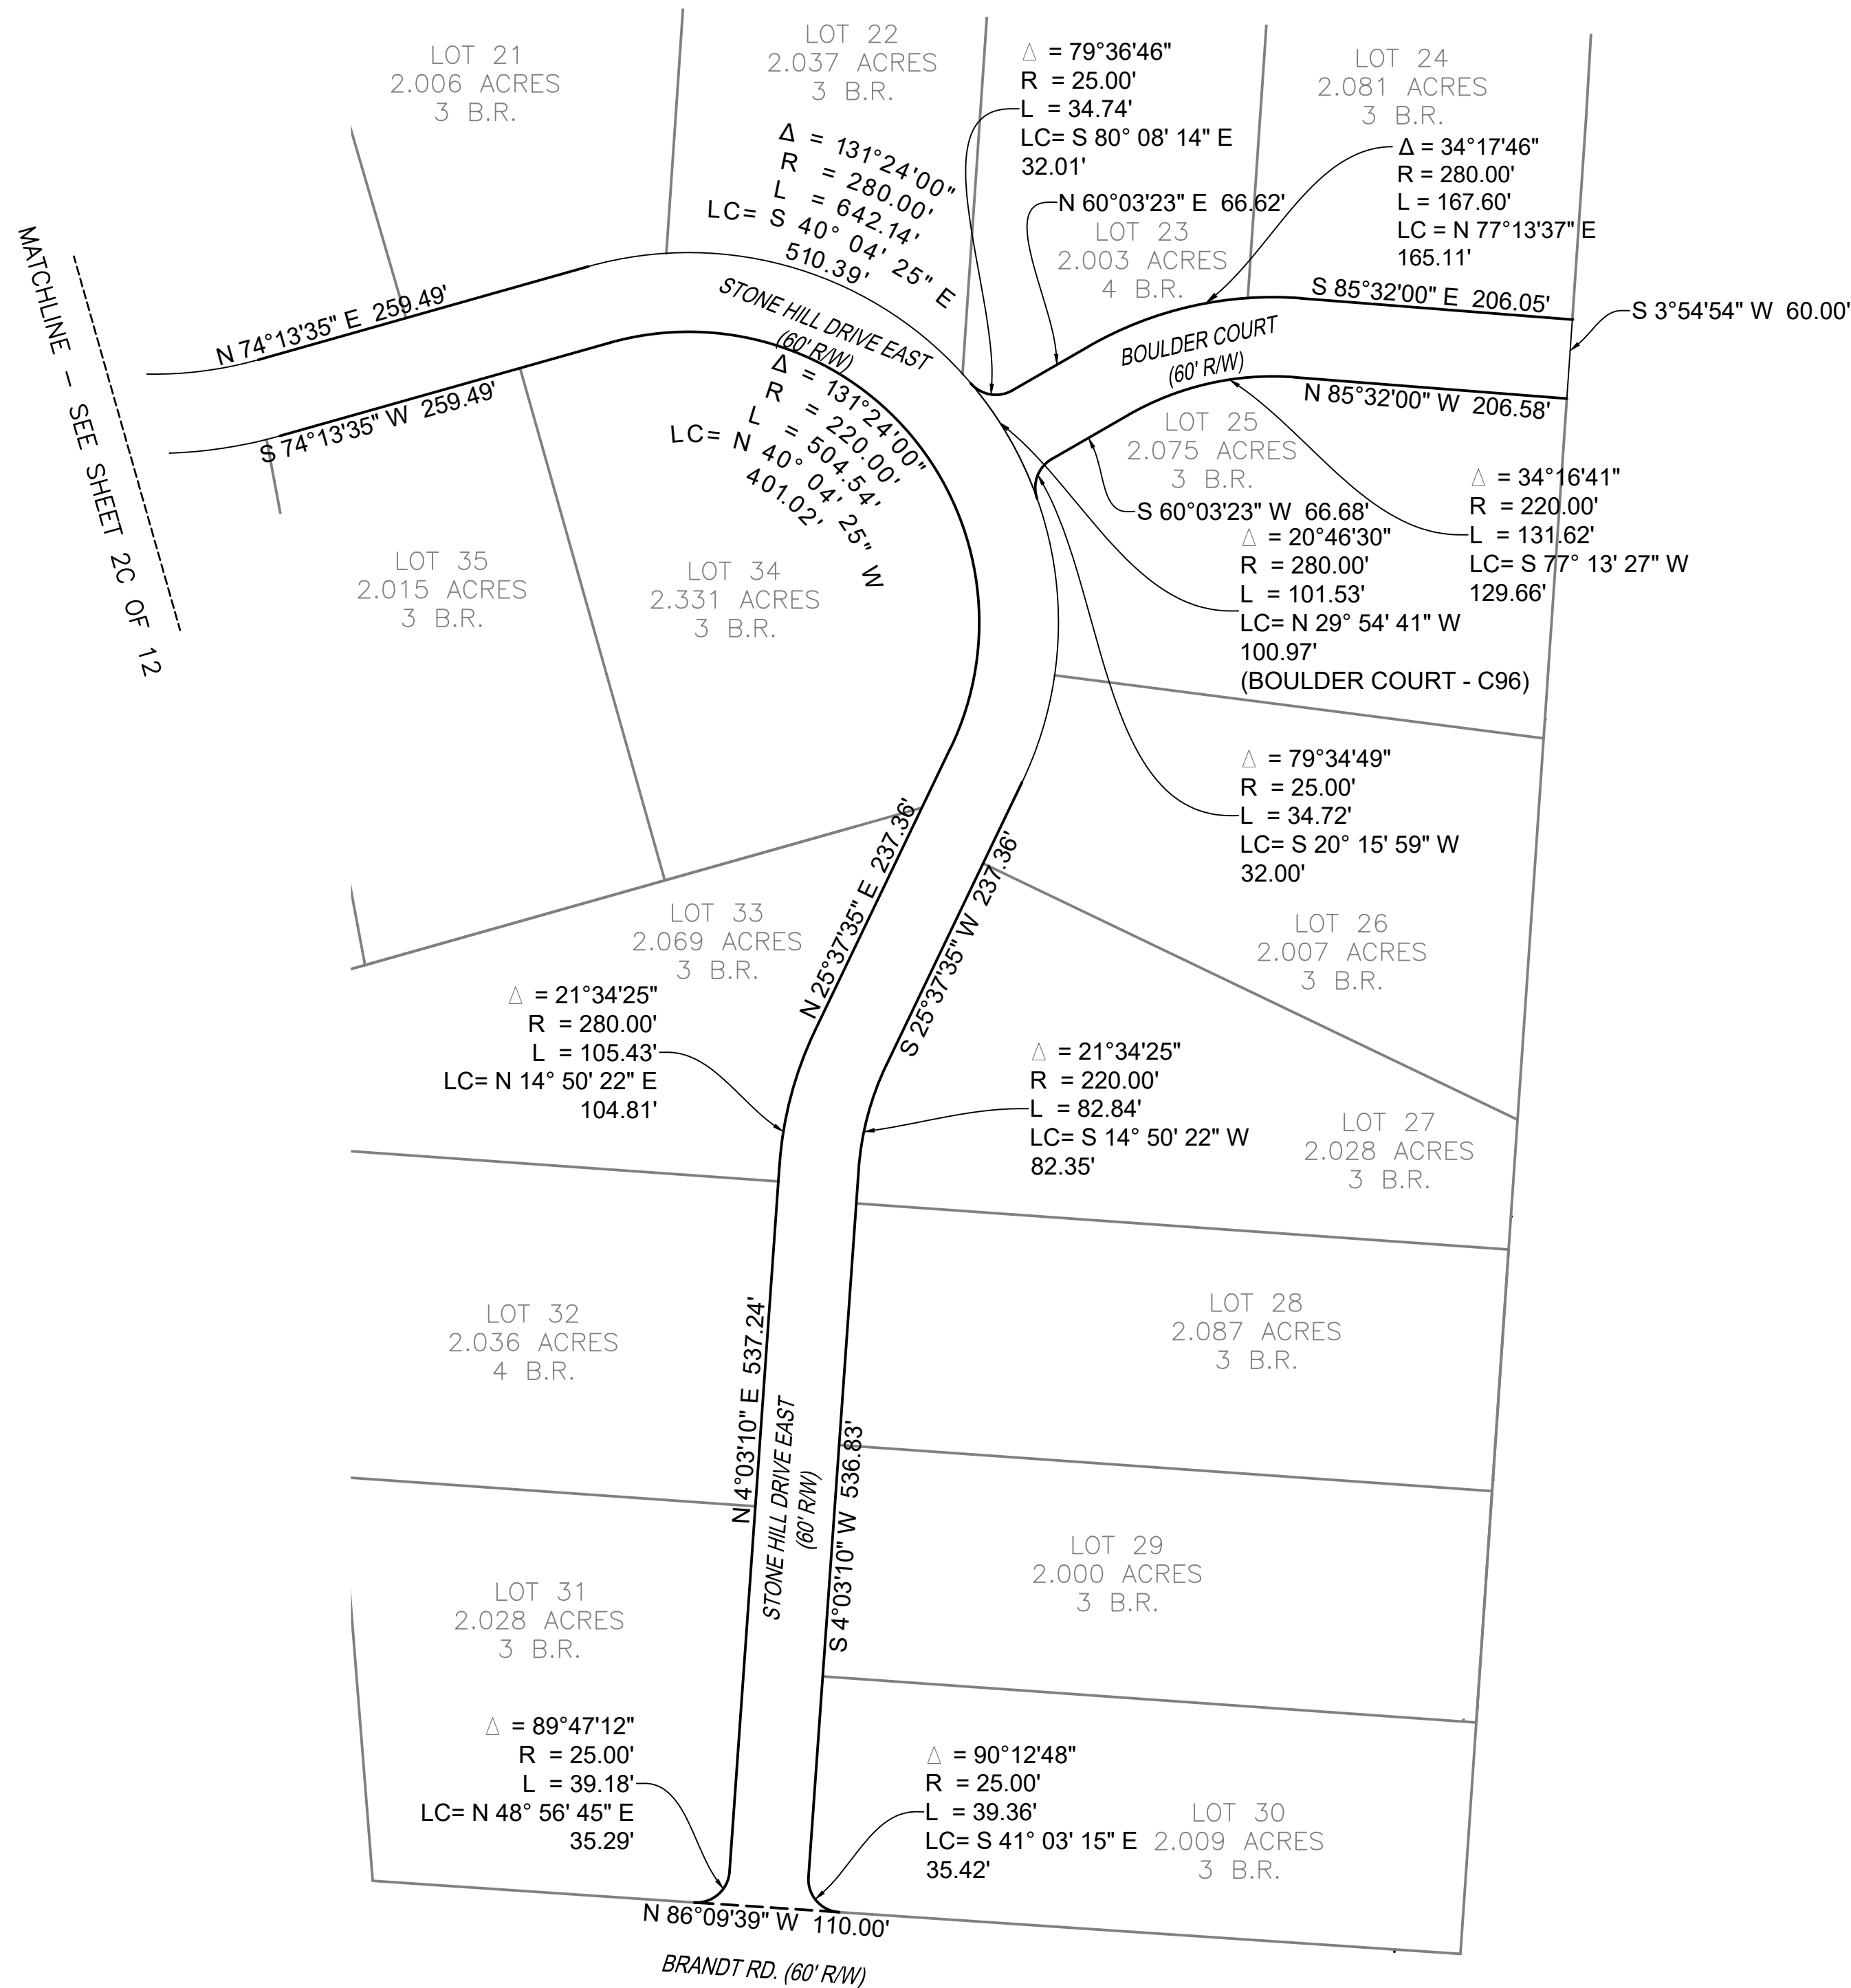 LOT 21
2.006 ACRES
3 B.R.
LOT 22
2.037 ACRES
3 B.R.
Δ = 79°36'46"
R = 25.00'
L = 34.74'
LC= S 80° 08' 14" E
32.01'
LOT 24
2.081 ACRES
3 B.R.
Δ = 131°24'00"
R = 280.00'
L = 642.14'
LC= S 40° 04' 25" E
510.39'
Δ = 34°17'46"
R = 280.00'
L = 167.60'
LC = N 77°13'37" E
165.11'
N 60°03'23" E 66.62'
LOT 23
2.003 ACRES
4 B.R.
MATCHLINE - SEE SHEET 2C OF 12
N 74°13'35" E 259.49'
STONE HILL DRIVE EAST
(60' R/W)
S 85°32'00" E 206.05'
S 3°54'54" W 60.00'
BOULDER COURT
(60' R/W)
S 74°13'35" W 259.49'
Δ = 131°24'00"
R = 220.00'
L = 504.54'
LC= N 40° 04' 25" W
401.02'
N 85°32'00" W 206.58'
LOT 25
2.075 ACRES
3 B.R.
Δ = 34°16'41"
R = 220.00'
L = 131.62'
LC= S 77° 13' 27" W
129.66'
S 60°03'23" W 66.68'
Δ = 20°46'30"
R = 280.00'
L = 101.53'
LC= N 29° 54' 41" W
100.97'
(BOULDER COURT - C96)
LOT 35
2.015 ACRES
3 B.R.
LOT 34
2.331 ACRES
3 B.R.
Δ = 79°34'49"
R = 25.00'
L = 34.72'
LC= S 20° 15' 59" W
32.00'
N 25°37'35" E 237.36'
S 25°37'35" W 237.36'
LOT 33
2.069 ACRES
3 B.R.
LOT 26
2.007 ACRES
3 B.R.
Δ = 21°34'25"
R = 280.00'
L = 105.43'
LC= N 14° 50' 22" E
104.81'
Δ = 21°34'25"
R = 220.00'
L = 82.84'
LC= S 14° 50' 22" W
82.35'
LOT 27
2.028 ACRES
3 B.R.
LOT 32
2.036 ACRES
4 B.R.
N 4°03'10" E 537.24'
LOT 28
2.087 ACRES
3 B.R.
STONE HILL DRIVE EAST
(60' R/W)
S 4°03'10" W 536.83'
LOT 29
2.000 ACRES
3 B.R.
LOT 31
2.028 ACRES
3 B.R.
Δ = 89°47'12"
R = 25.00'
L = 39.18'
LC= N 48° 56' 45" E
35.29'
Δ = 90°12'48"
R = 25.00'
L = 39.36'
LC= S 41° 03' 15" E
35.42'
LOT 30
2.009 ACRES
3 B.R.
N 86°09'39" W 110.00'
BRANDT RD. (60' R/W)